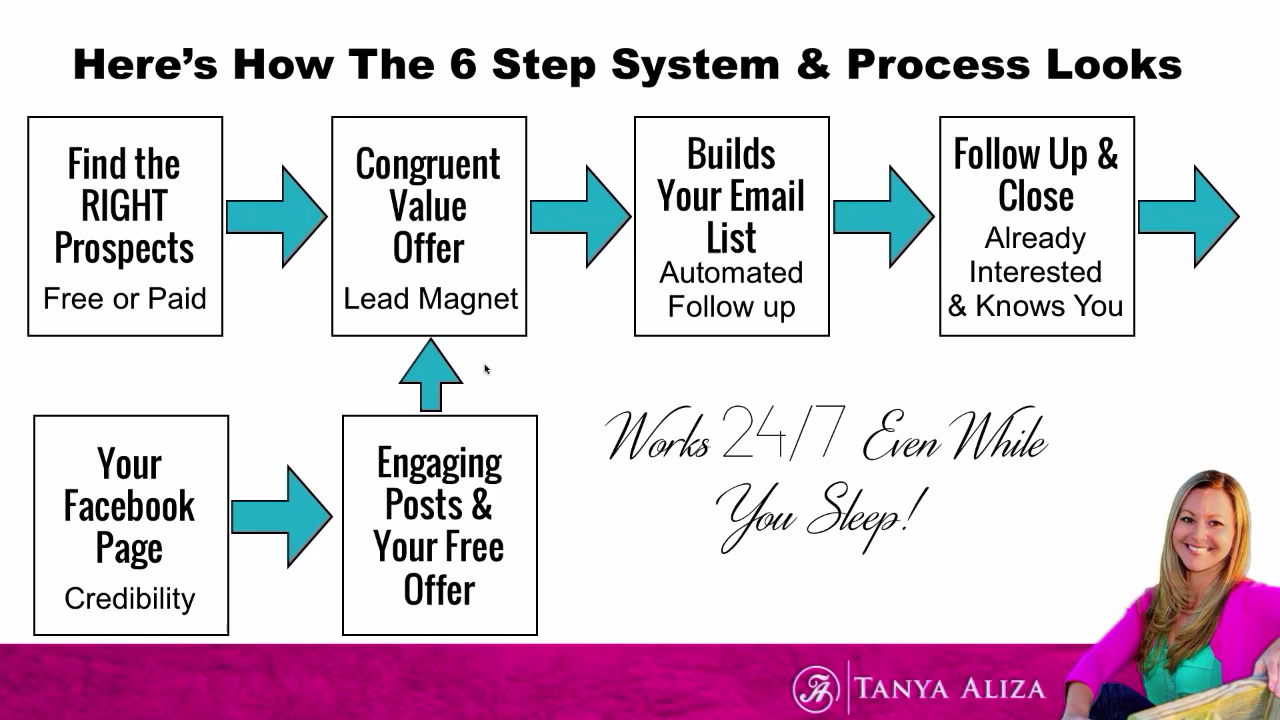 Here's How The 6 Step System & Process Looks
Find the
RIGHT
Prospects
Free or Paid
Congruent
Value
Offer
Lead Magnet
Builds
Your Email
List
Automated
Follow up
Follow Up &
Close
Already
Interested
& Knows You
Your
Facebook
Page
Credibility
Engaging
Posts &
Your Free
Offer
Works 24/7 Even While
You Sleep!
TA TANYA ALIZA